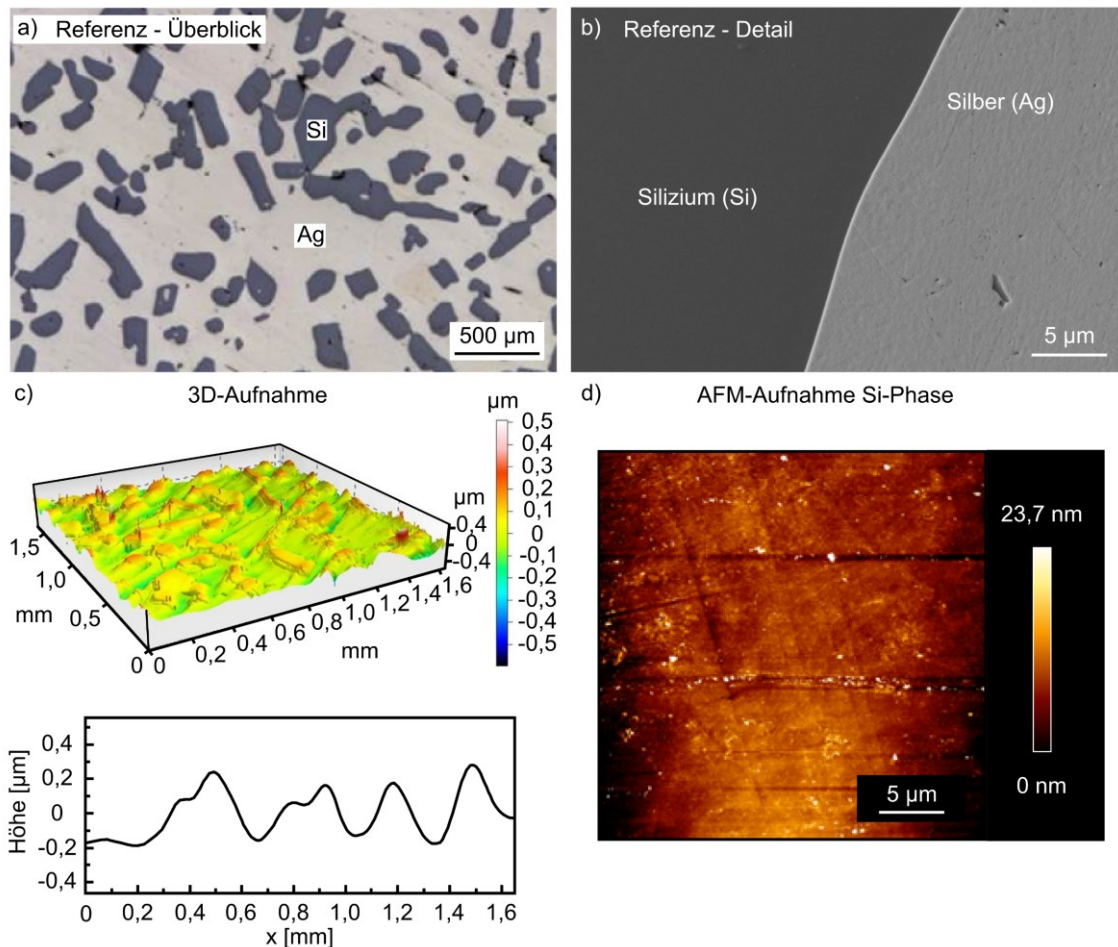 a) Referenz - Überblick
Si
Ag
500 µm
b) Referenz - Detail
Silber (Ag)
Silizium (Si)
5 µm
c) 3D-Aufnahme
µm
0,5
0,4
0,3
0,2
0,1
0
-0,1
-0,2
-0,3
-0,4
-0,5
µm
0,4
0
-0,4
1,5
1,0
0,5
0
mm
0
0,2
0,4
0,6
0,8
1,0
1,2
1,4
1,6
mm
Höhe [µm]
0,4
0,2
0
-0,2
-0,4
0 0,2 0,4 0,6 0,8 1,0 1,2 1,4 1,6
x [mm]
d) AFM-Aufnahme Si-Phase
23,7 nm
0 nm
5 µm